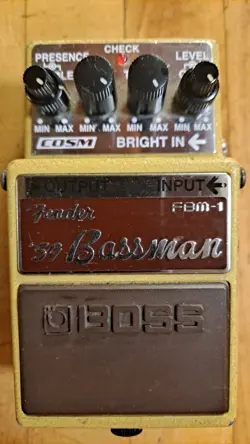 CHECK
PRESENCE LEVEL
MIN MAX MIN MAX MIN MAX MIN MAX
COSM BRIGHT IN
OUTPUT INPUT
Fender FBM-1
'59 Bassman
BOSS